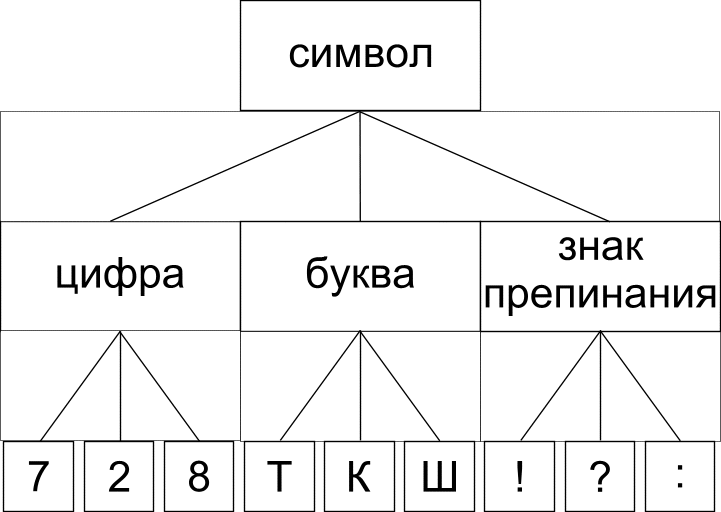 символ
цифра буква знак
препинания
7 2 8 Т К Ш ! ? :